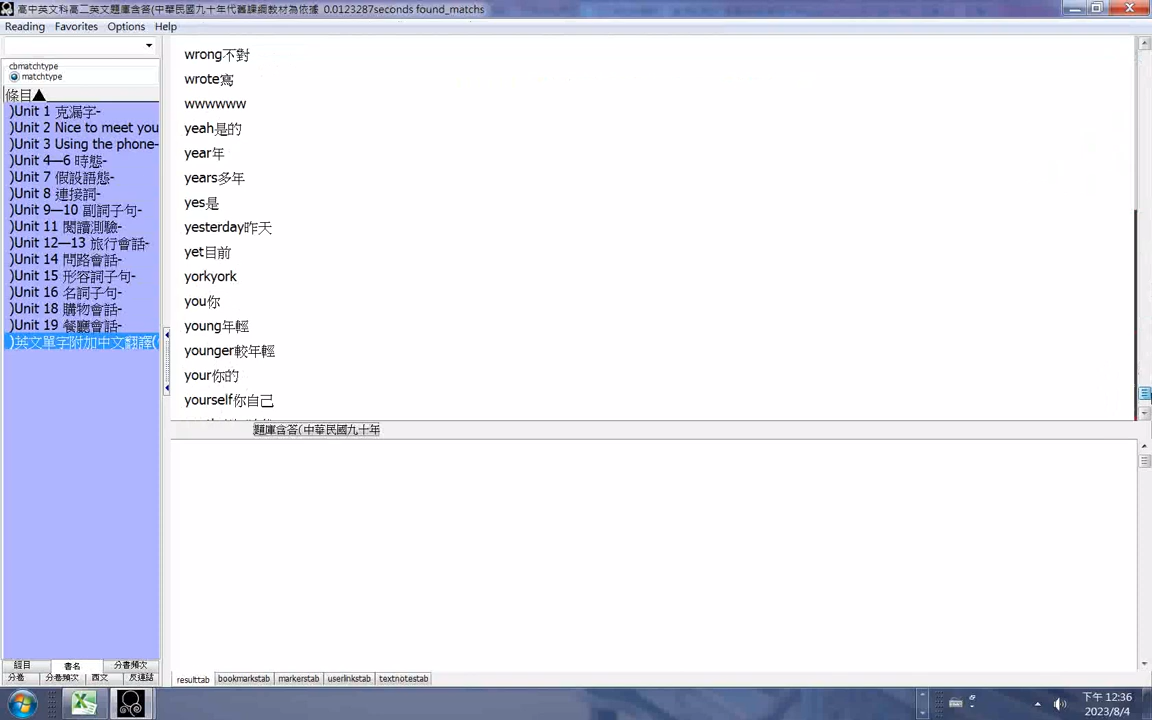 高中英文科高二英文題庫含答(中華民國九十年代舊課綱教材為依據 0.0123287seconds found_matchs
Reading Favorites Options Help
cbmatchtype
matchtype
條目▲
)Unit 1 克漏字-
)Unit 2 Nice to meet you
)Unit 3 Using the phone-
)Unit 4—6 時態-
)Unit 7 假設語態-
)Unit 8 連接詞-
)Unit 9—10 副詞子句-
)Unit 11 閱讀測驗-
)Unit 12—13 旅行會話-
)Unit 14 問路會話-
)Unit 15 形容詞子句-
)Unit 16 名詞子句-
)Unit 18 購物會話-
)Unit 19 餐廳會話-
)英文單字附加中文翻譯(
wrong不對
wrote寫
wwwwww
yeah是的
year年
years多年
yes是
yesterday昨天
yet目前
yorkyork
you你
young年輕
younger較年輕
your你的
yourself你自己
題庫含答(中華民國九十年
經目 書名 分書頻次
分卷 分卷頻次 西文 反連結
resulttab bookmarkstab markerstab userlinkstab textnotestab
下午 12:36
2023/8/4